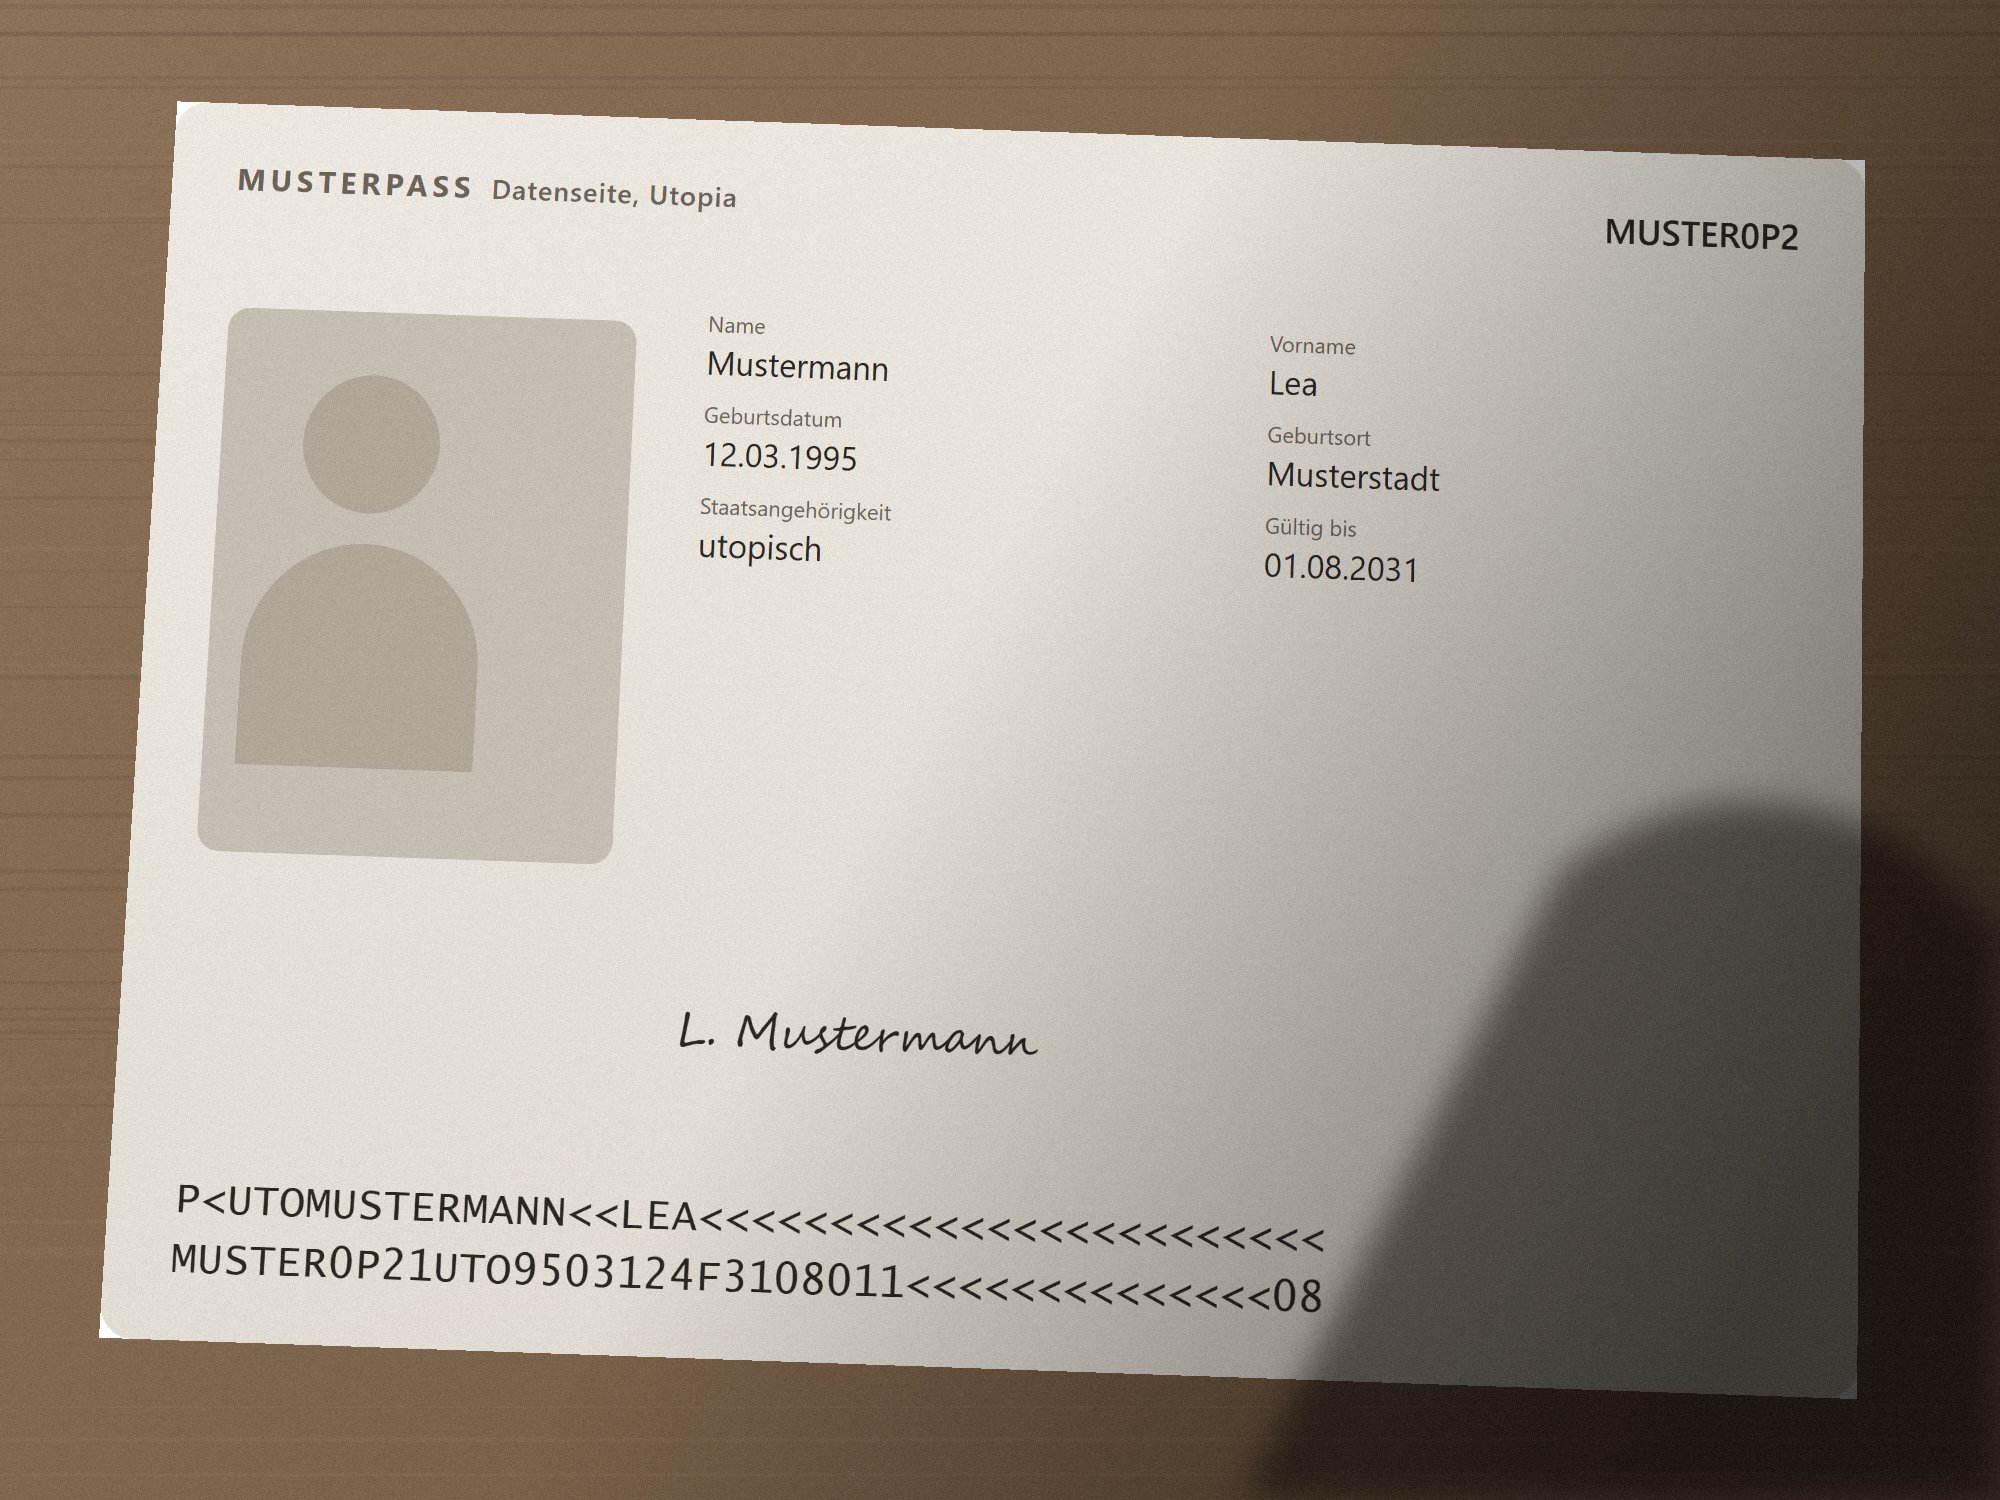 MUSTERPASS Datenseite, Utopia
MUSTER0P2
Name
Mustermann
Vorname
Lea
Geburtsdatum
12.03.1995
Geburtsort
Musterstadt
Staatsangehörigkeit
utopisch
Gültig bis
01.08.2031
L. Mustermann
P<UTOMUSTERMANN<<LEA<<<<<<<<<<<<<<<<<<<<<<<<
MUSTER0P21UTO9503124F3108011<<<<<<<<<<<<<<08